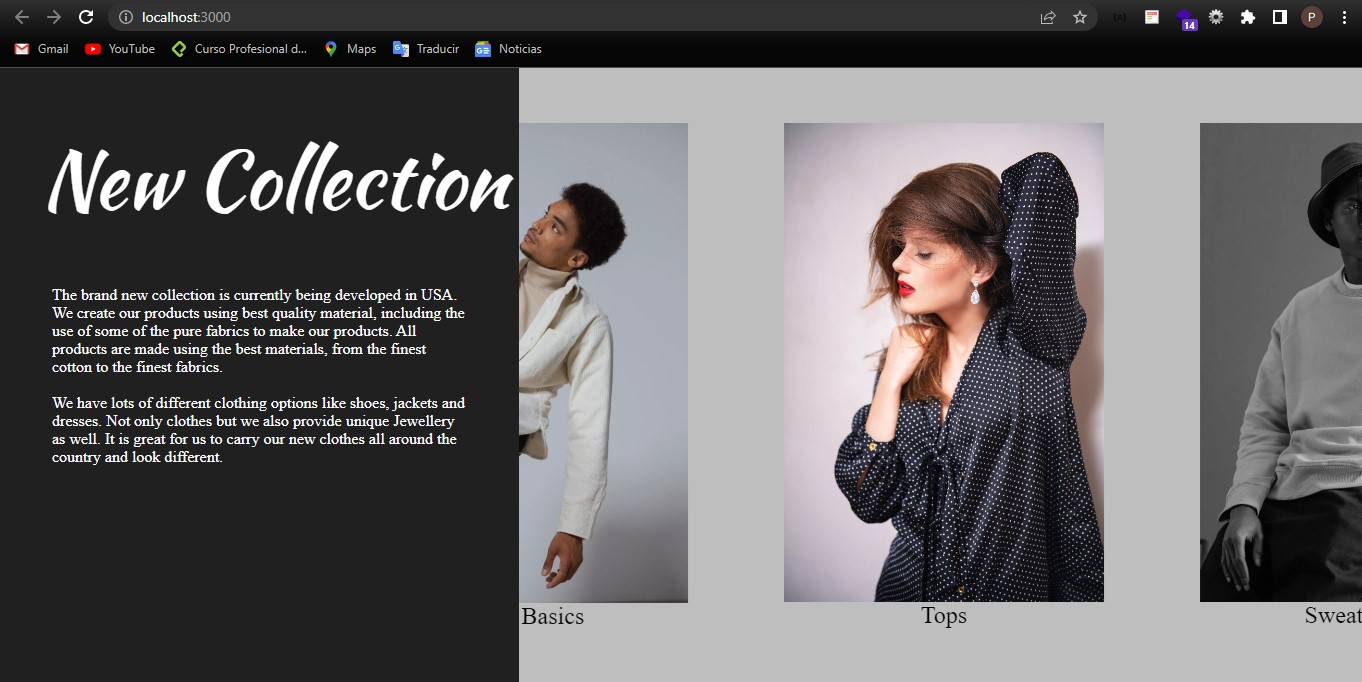 localhost:3000
14
P
Gmail
YouTube
Curso Profesional d...
Maps
Traducir
Noticias
New Collection
The brand new collection is currently being developed in USA.
We create our products using best quality material, including the
use of some of the pure fabrics to make our products. All
products are made using the best materials, from the finest
cotton to the finest fabrics.
We have lots of different clothing options like shoes, jackets and
dresses. Not only clothes but we also provide unique Jewellery
as well. It is great for us to carry our new clothes all around the
country and look different.
Basics
Tops
Sweat